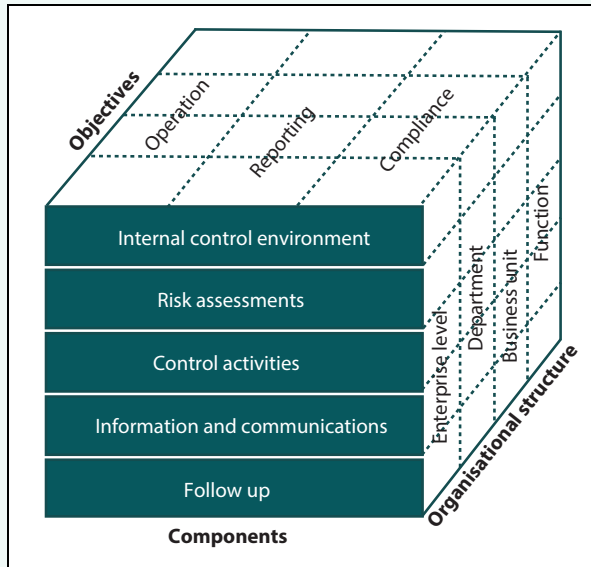 Objectives
Operation
Reporting
Compliance
Internal control environment
Risk assessments
Control activities
Information and communications
Follow up
Enterprise level
Department
Business unit
Function
Organisational structure
Components